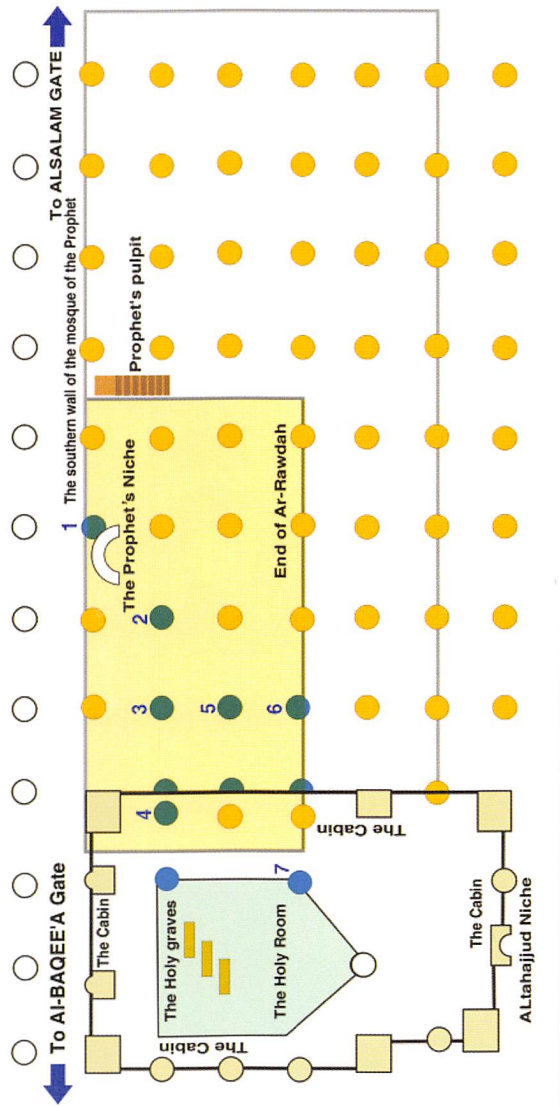 To Al-BAQEE'A Gate
To ALSALAM GATE
The southern wall of the mosque of the Prophet
1
The Prophet's Niche
Prophet's pulpit
2
3
4
5
6
7
End of Ar-Rawdah
The Cabin
The Holy graves
The Holy Room
The Cabin
The Cabin
The Cabin
ALtahajjud Niche